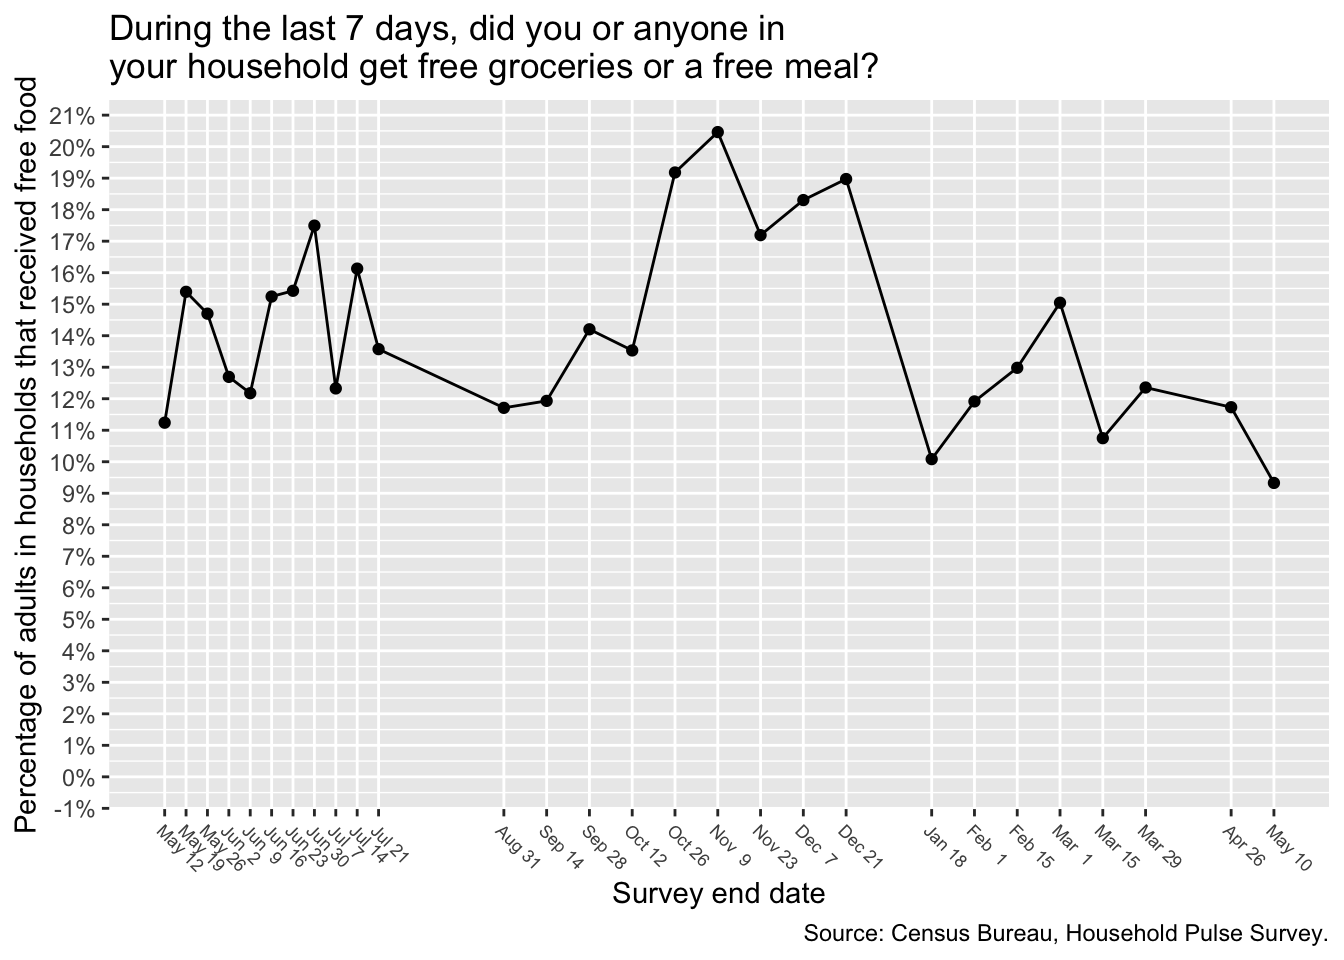 During the last 7 days, did you or anyone in
your household get free groceries or a free meal?
Percentage of adults in households that received free food
21%
20%
19%
18%
17%
16%
15%
14%
13%
12%
11%
10%
9%
8%
7%
6%
5%
4%
3%
2%
1%
0%
-1%
May 12
May 19
May 26
Jun 2
Jun 9
Jun 16
Jun 23
Jun 30
Jul 7
Jul 14
Jul 21
Aug 31
Sep 14
Sep 28
Oct 12
Oct 26
Nov 9
Nov 23
Dec 7
Dec 21
Jan 18
Feb 1
Feb 15
Mar 1
Mar 15
Mar 29
Apr 26
May 10
Survey end date
Source: Census Bureau, Household Pulse Survey.